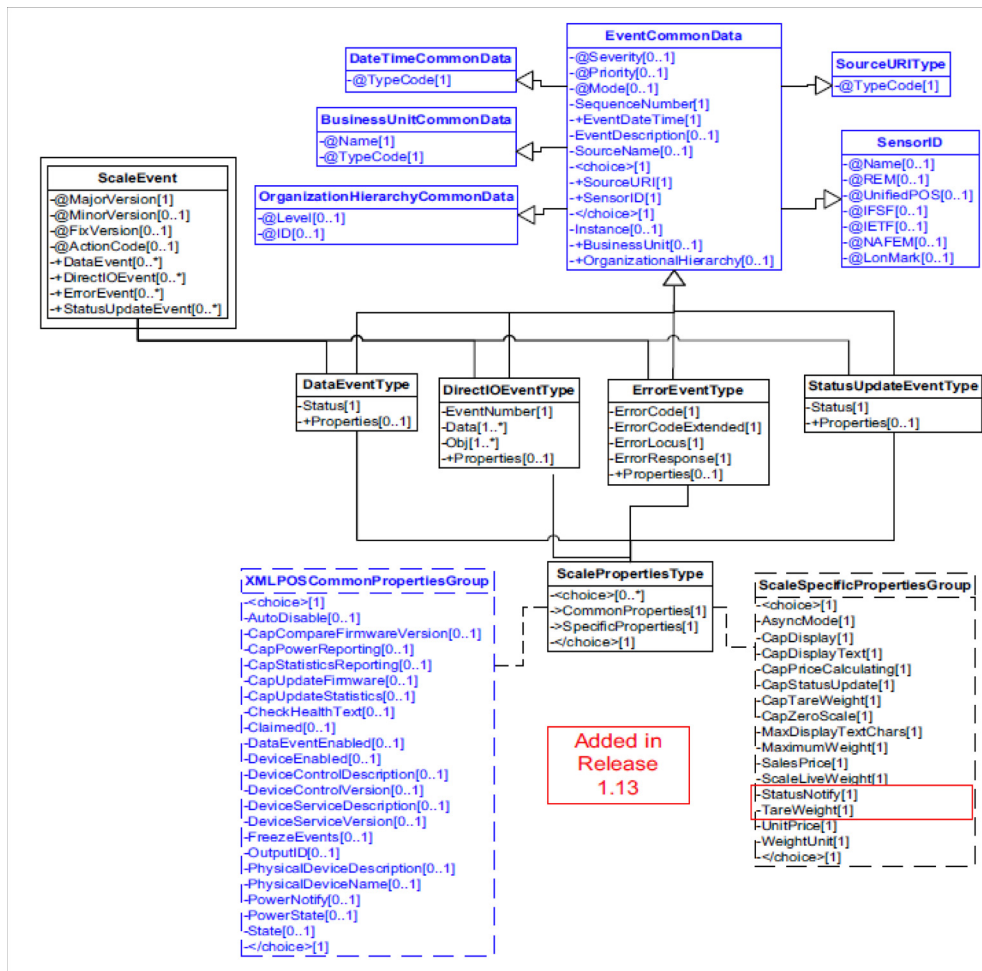 EventCommonData
-@Severity[0..1]
-@Priority[0..1]
-@Mode[0..1]
-SequenceNumber[1]
-+EventDateTime[1]
-EventDescription[0..1]
-SourceName[0..1]
-<choice>[1]
-+SourceURI[1]
-+SensorID[1]
-</choice>[1]
-Instance[0..1]
-+BusinessUnit[0..1]
-+OrganizationalHierarchy[0..1]
DateTimeCommonData
-@TypeCode[1]
BusinessUnitCommonData
-@Name[1]
-@TypeCode[1]
OrganizationHierarchyCommonData
-@Level[0..1]
-@ID[0..1]
SourceURIType
-@TypeCode[1]
SensorID
-@Name[0..1]
-@REM[0..1]
-@UnifiedPOS[0..1]
-@IFSF[0..1]
-@IETF[0..1]
-@NAFEM[0..1]
-@LonMark[0..1]
ScaleEvent
-@MajorVersion[1]
-@MinorVersion[0..1]
-@FixVersion[0..1]
-@ActionCode[0..1]
-+DataEvent[0..*]
-+DirectIOEvent[0..*]
-+ErrorEvent[0..*]
-+StatusUpdateEvent[0..*]
DataEventType
-Status[1]
-+Properties[0..1]
DirectIOEventType
-EventNumber[1]
-Data[1..*]
-Obj[1..*]
-+Properties[0..1]
ErrorEventType
-ErrorCode[1]
-ErrorCodeExtended[1]
-ErrorLocus[1]
-ErrorResponse[1]
-+Properties[0..1]
StatusUpdateEventType
-Status[1]
-+Properties[0..1]
XMLPOSCommonPropertiesGroup
-<choice>[1]
-AutoDisable[0..1]
-CapCompareFirmwareVersion[0..1]
-CapPowerReporting[0..1]
-CapStatisticsReporting[0..1]
-CapUpdateFirmware[0..1]
-CapUpdateStatistics[0..1]
-CheckHealthText[0..1]
-Claimed[0..1]
-DataEventEnabled[0..1]
-DeviceEnabled[0..1]
-DeviceControlDescription[0..1]
-DeviceControlVersion[0..1]
-DeviceServiceDescription[0..1]
-DeviceServiceVersion[0..1]
-FreezeEvents[0..1]
-OutputID[0..1]
-PhysicalDeviceDescription[0..1]
-PhysicalDeviceName[0..1]
-PowerNotify[0..1]
-PowerState[0..1]
-State[0..1]
-</choice>[1]
ScalePropertiesType
-<choice>[0..*]
->CommonProperties[1]
->SpecificProperties[1]
-</choice>[1]
Added in
Release
1.13
ScaleSpecificPropertiesGroup
-<choice>[1]
-AsyncMode[1]
-CapDisplay[1]
-CapDisplayText[1]
-CapPriceCalculating[1]
-CapStatusUpdate[1]
-CapTareWeight[1]
-CapZeroScale[1]
-MaxDisplayTextChars[1]
-MaximumWeight[1]
-SalesPrice[1]
-ScaleLiveWeight[1]
-StatusNotify[1]
-TareWeight[1]
-UnitPrice[1]
-WeightUnit[1]
-</choice>[1]